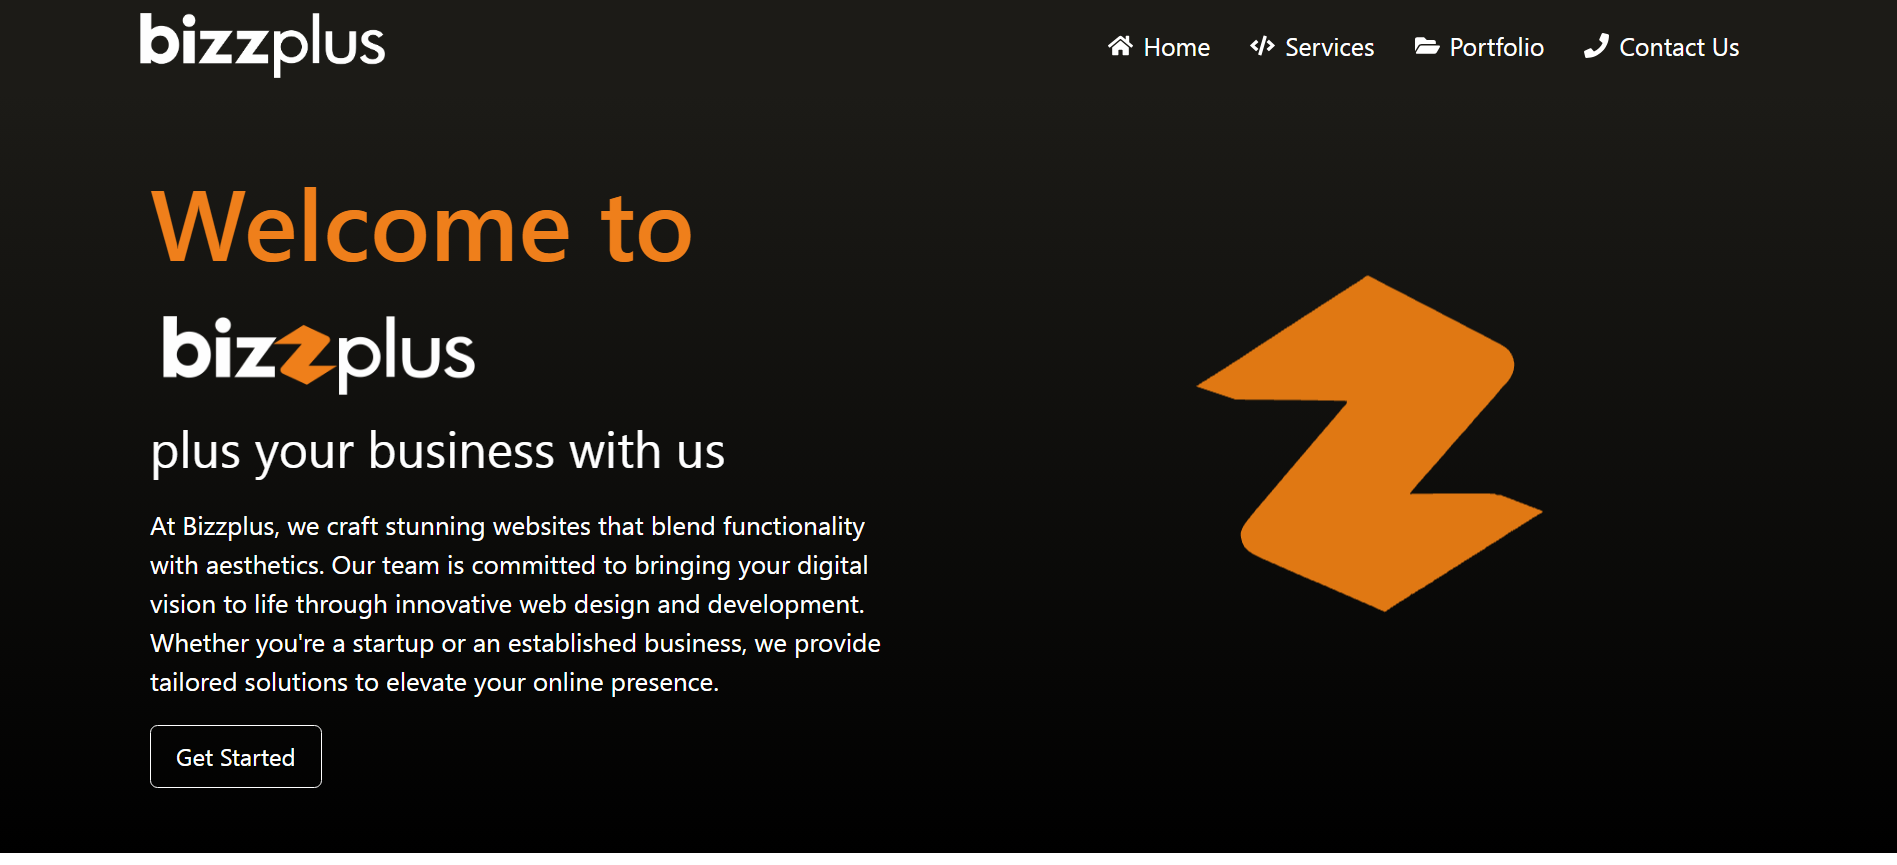 bizzplus
Home Services Portfolio Contact Us
Welcome to
bizzplus
plus your business with us
At Bizzplus, we craft stunning websites that blend functionality
with aesthetics. Our team is committed to bringing your digital
vision to life through innovative web design and development.
Whether you're a startup or an established business, we provide
tailored solutions to elevate your online presence.
Get Started